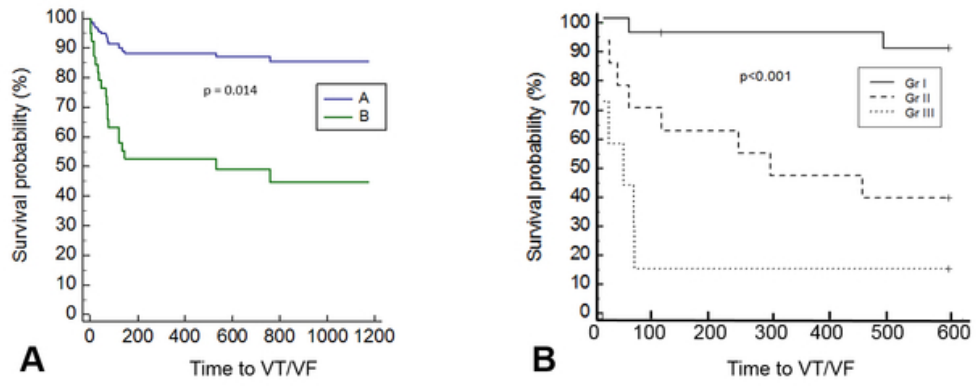 100
90
80
70
60
50
40
30
20
10
0
Survival probability (%)
p = 0.014
A
B
0 200 400 600 800 1000 1200
Time to VT/VF
A
100
90
80
70
60
50
40
30
20
10
0
Survival probability (%)
p<0.001
Gr I
Gr II
Gr III
0 100 200 300 400 500 600
Time to VT/VF
B